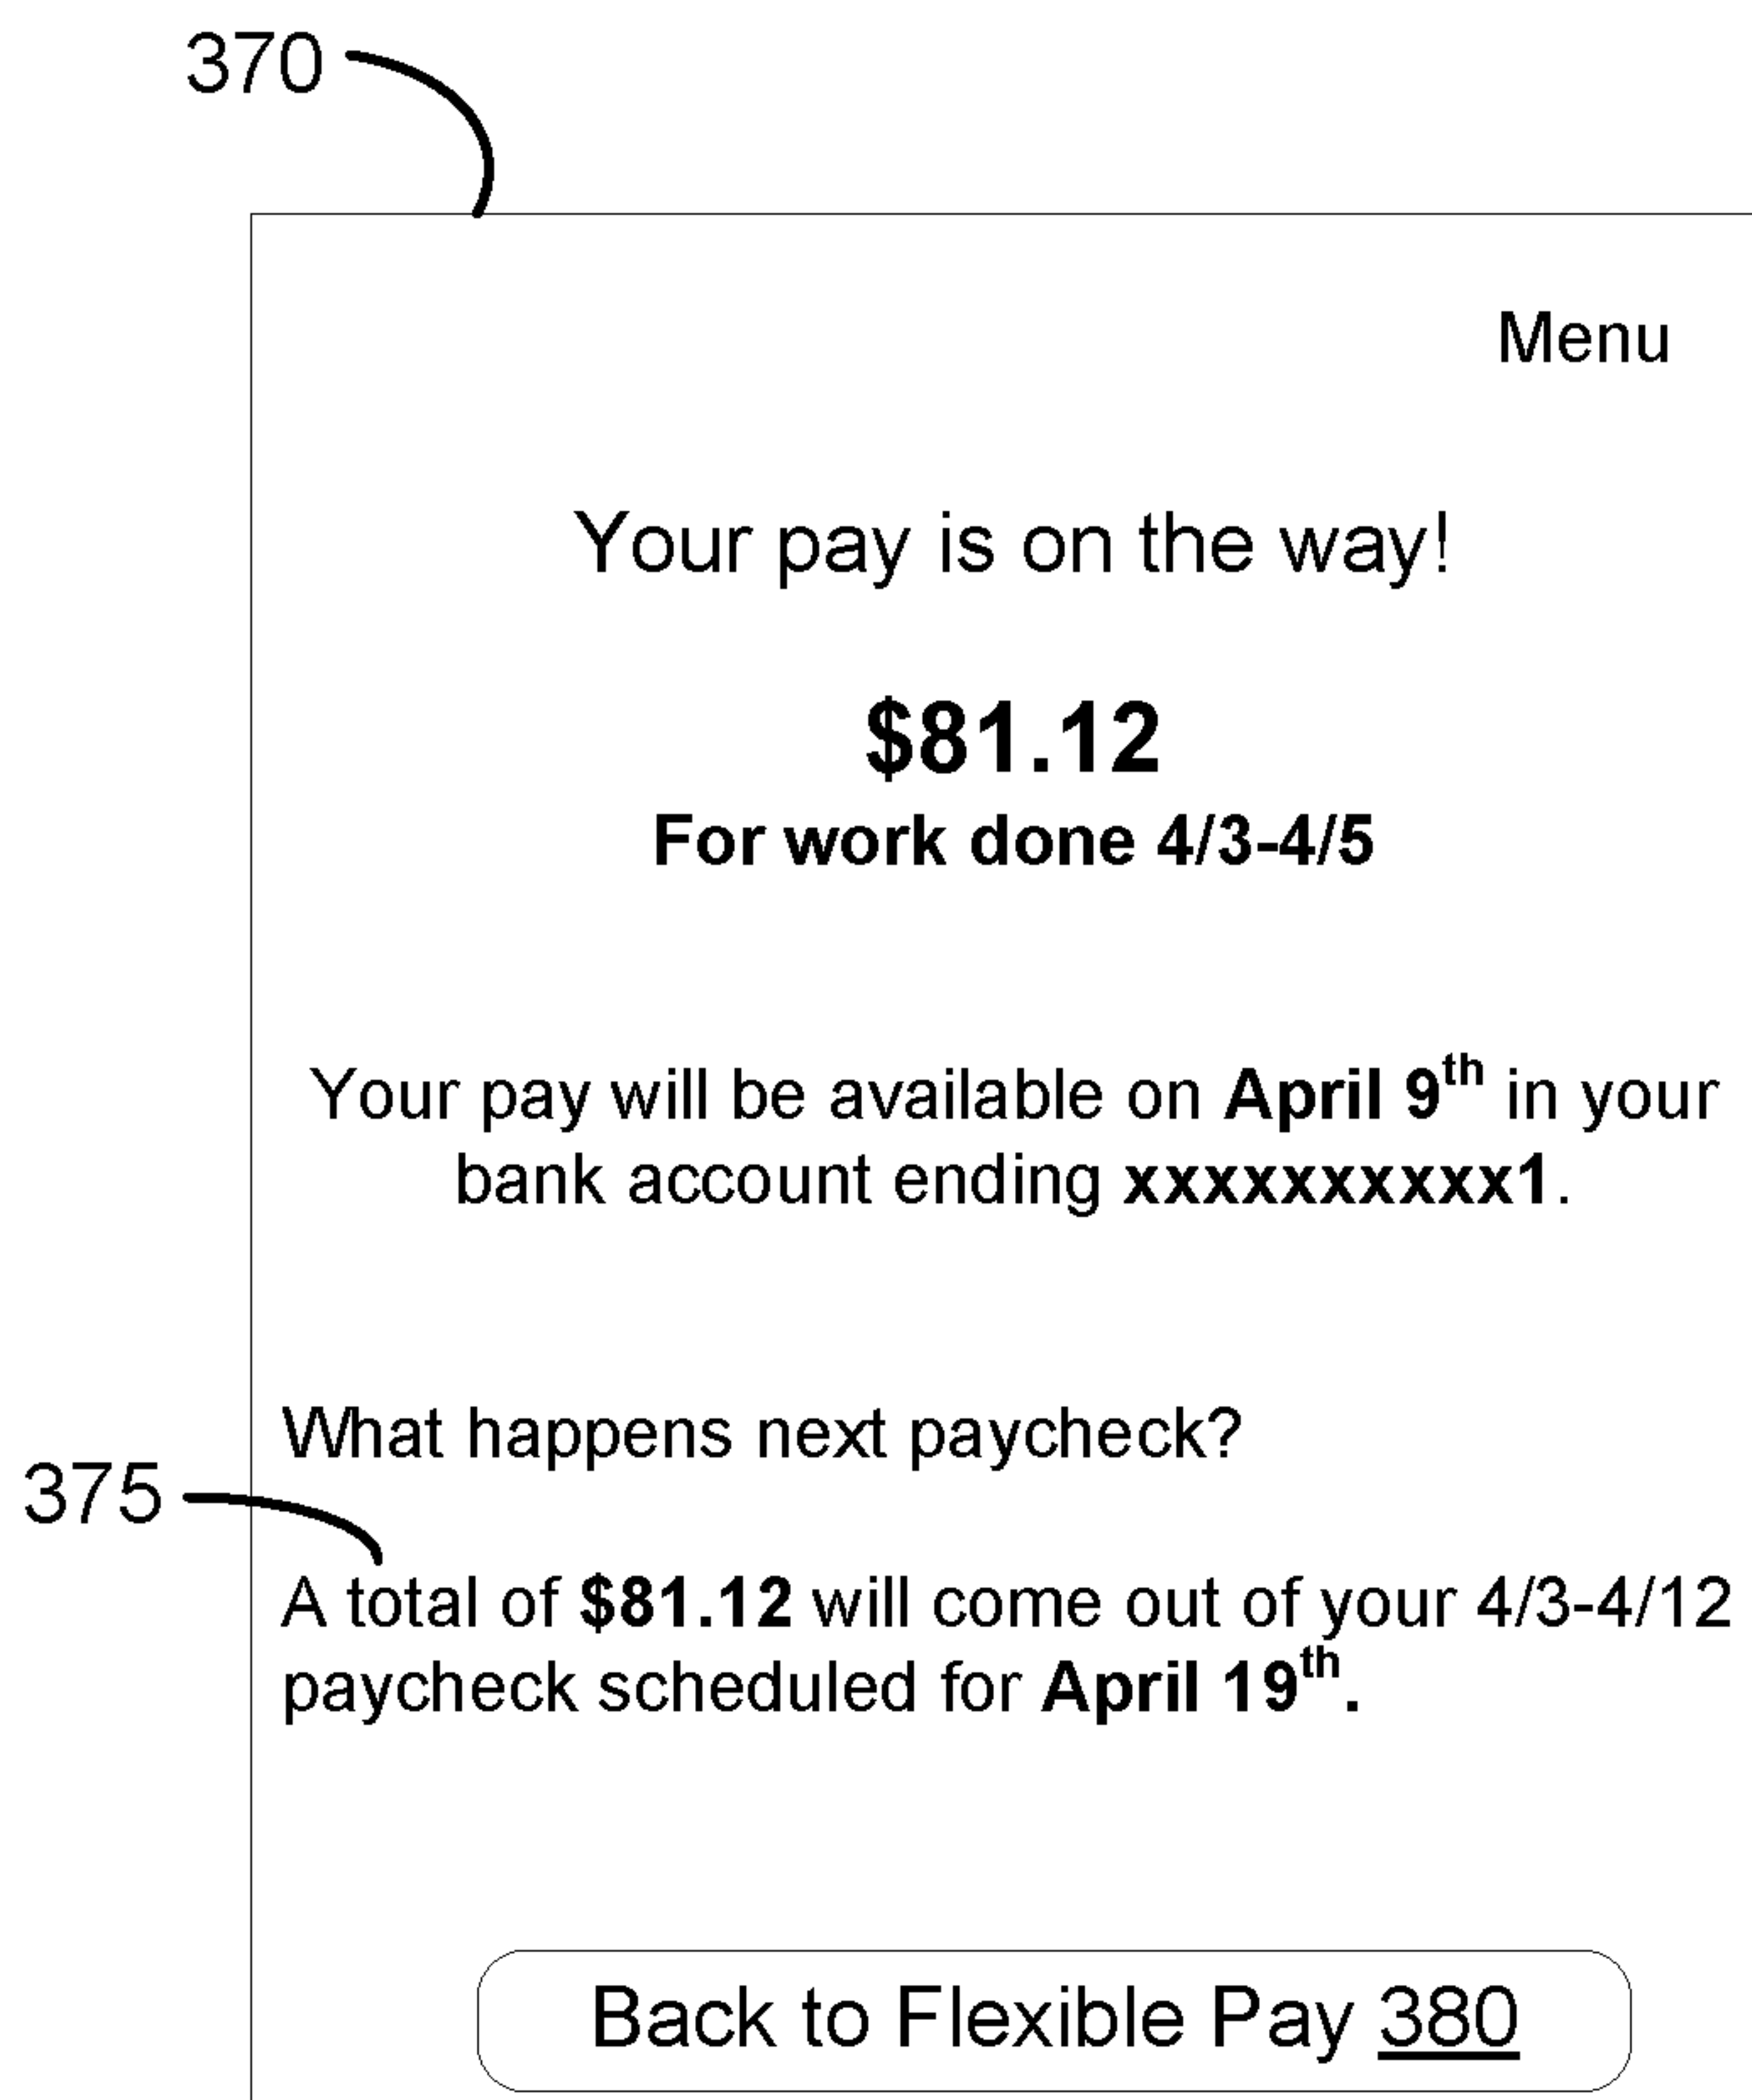 370
Menu
Your pay is on the way!
$81.12
For work done 4/3-4/5
Your pay will be available on April 9th in your
bank account ending xxxxxxxxxx1.
What happens next paycheck?
375
A total of $81.12 will come out of your 4/3-4/12
paycheck scheduled for April 19th.
Back to Flexible Pay 380